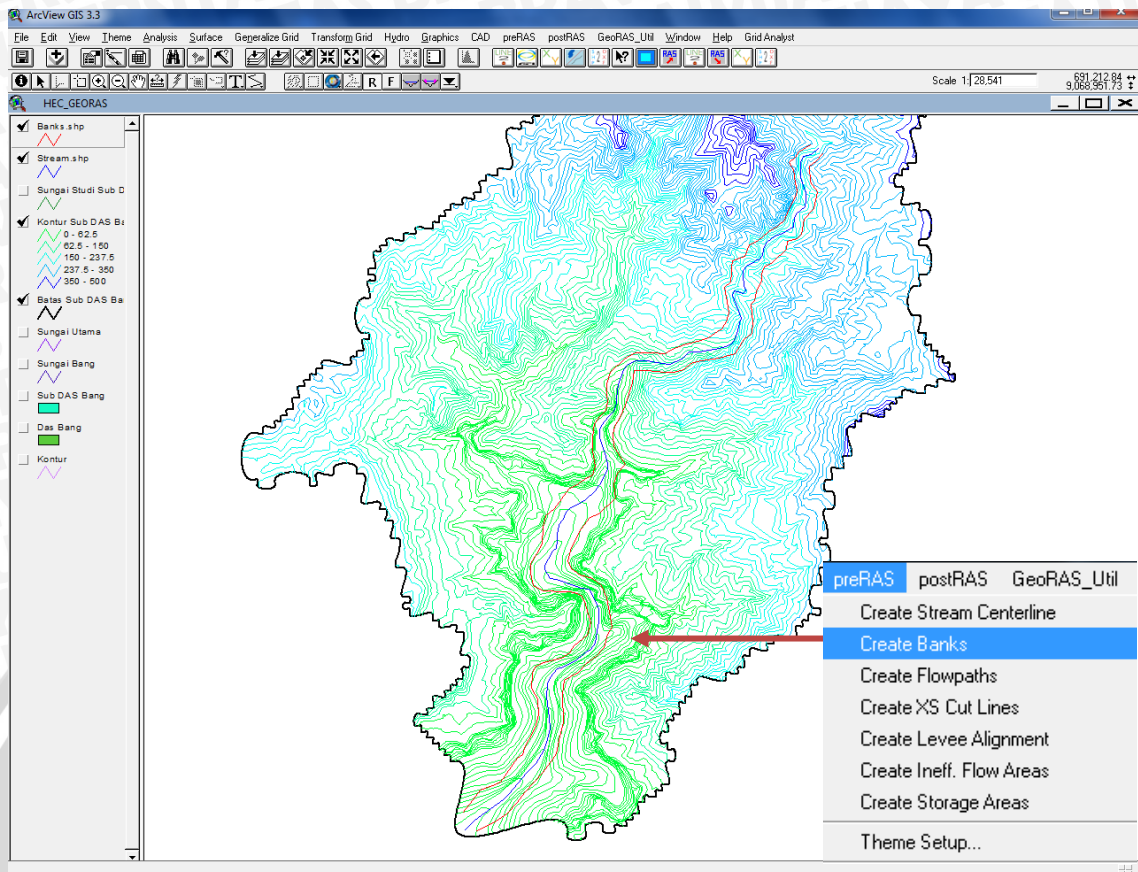 ArcView GIS 3.3
File Edit View Theme Analysis Surface Generalize Grid Transform Grid Hydro Graphics CAD preRAS postRAS GeoRAS_Util Window Help Grid Analyst
R F
Scale 1: 28,541
691,212.84
9,068,951.73
HEC_GEORAS
Banks.shp
Stream.shp
Sungai Studi Sub D
Kontur Sub DAS Ba
0 - 62.5
62.5 - 150
150 - 237.5
237.5 - 350
350 - 500
Batas Sub DAS Ba
Sungai Utama
Sungai Bang
Sub DAS Bang
Das Bang
Kontur
preRAS postRAS GeoRAS_Util
Create Stream Centerline
Create Banks
Create Flowpaths
Create XS Cut Lines
Create Levee Alignment
Create Ineff. Flow Areas
Create Storage Areas
Theme Setup...